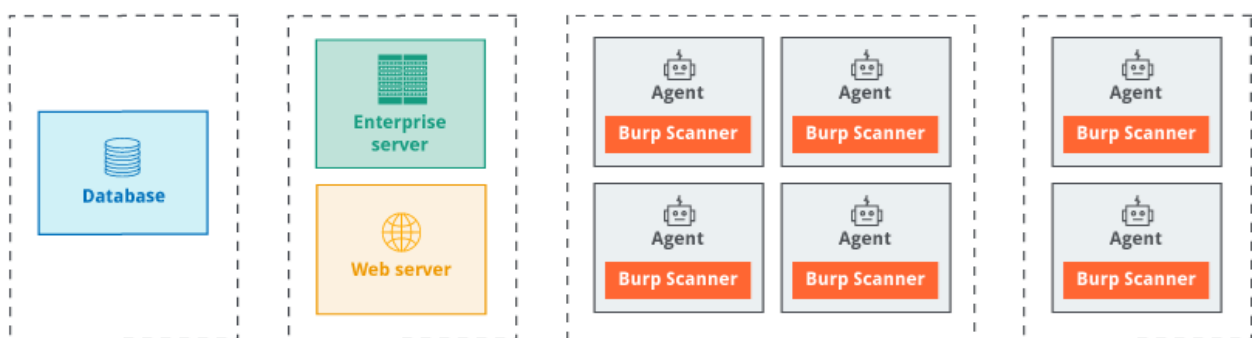 Database
Enterprise
server
Web server
Agent
Burp Scanner
Agent
Burp Scanner
Agent
Burp Scanner
Agent
Burp Scanner
Agent
Burp Scanner
Agent
Burp Scanner